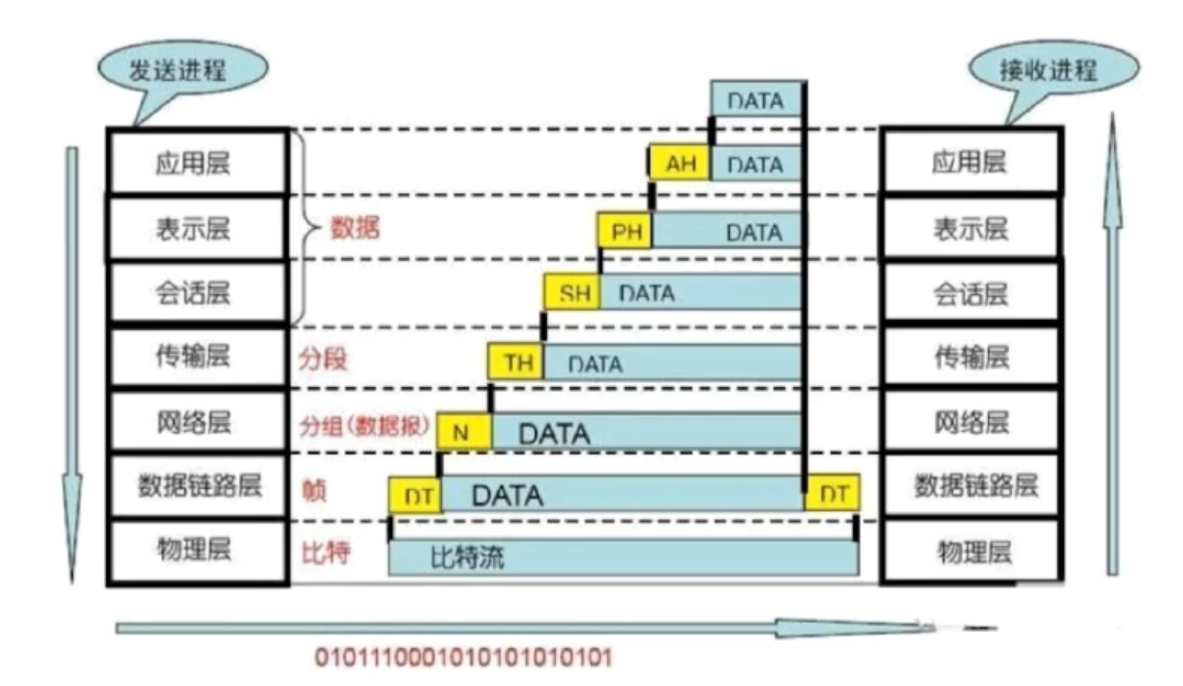 发送进程
接收进程
DATA
应用层
AH
DATA
应用层
表示层
数据
PH
DATA
表示层
会话层
SH
DATA
会话层
传输层
分段
TH
DATA
传输层
网络层
分组(数据报)
N
DATA
网络层
数据链路层
帧
DT
DATA
DT
数据链路层
物理层
比特
比特流
物理层
0101110001010101010101